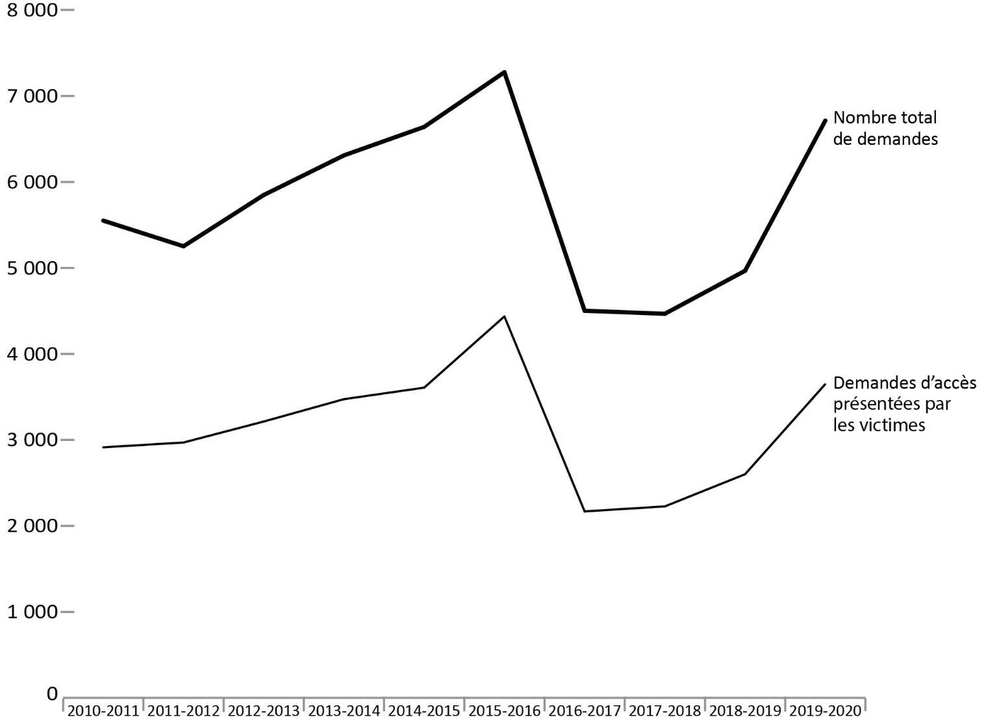 8 000
7 000
6 000
5 000
4 000
3 000
2 000
1 000
0
Nombre total
de demandes
Demandes d’accès
présentées par
les victimes
2010-2011 2011-2012 2012-2013 2013-2014 2014-2015 2015-2016 2016-2017 2017-2018 2018-2019 2019-2020